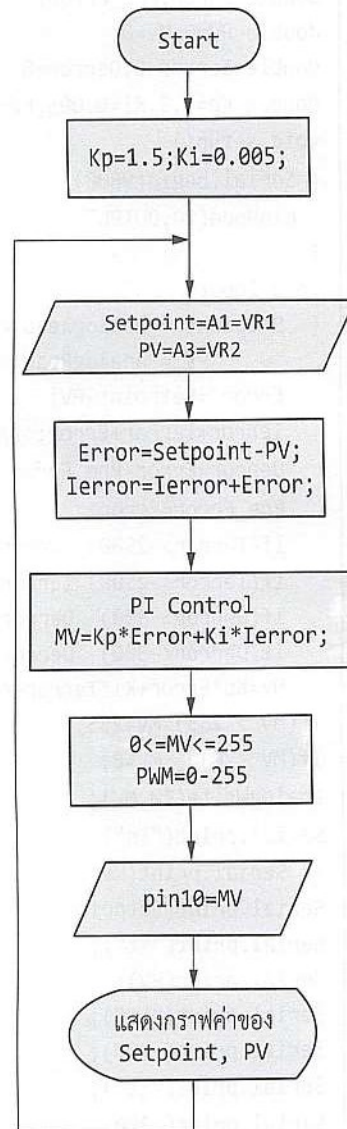 Start
Kp=1.5;Ki=0.005;
Setpoint=A1=VR1
PV=A3=VR2
Error=Setpoint-PV;
Ierror=Ierror+Error;
PI Control
MV=Kp*Error+Ki*Ierror;
0<=MV<=255
PWM=0-255
pin10=MV
แสดงกราฟค่าของ
Setpoint, PV